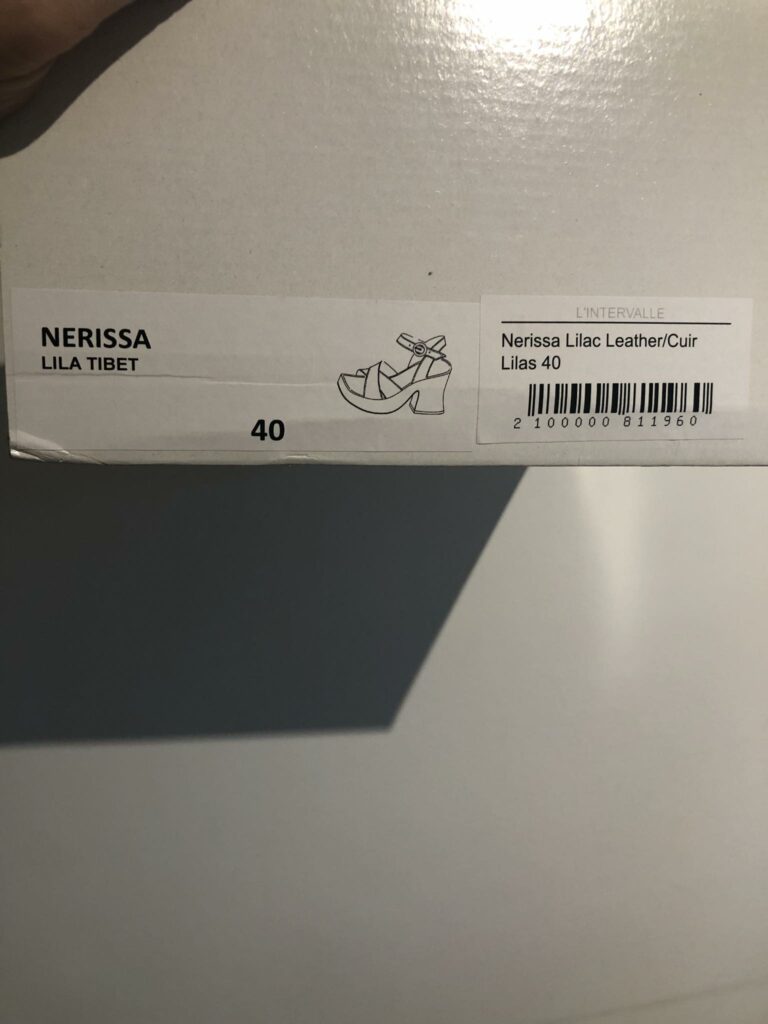 NERISSA
LILA TIBET
40
L'INTERVALLE
Nerissa Lilac Leather/Cuir
Lilas 40
2 100000 811960